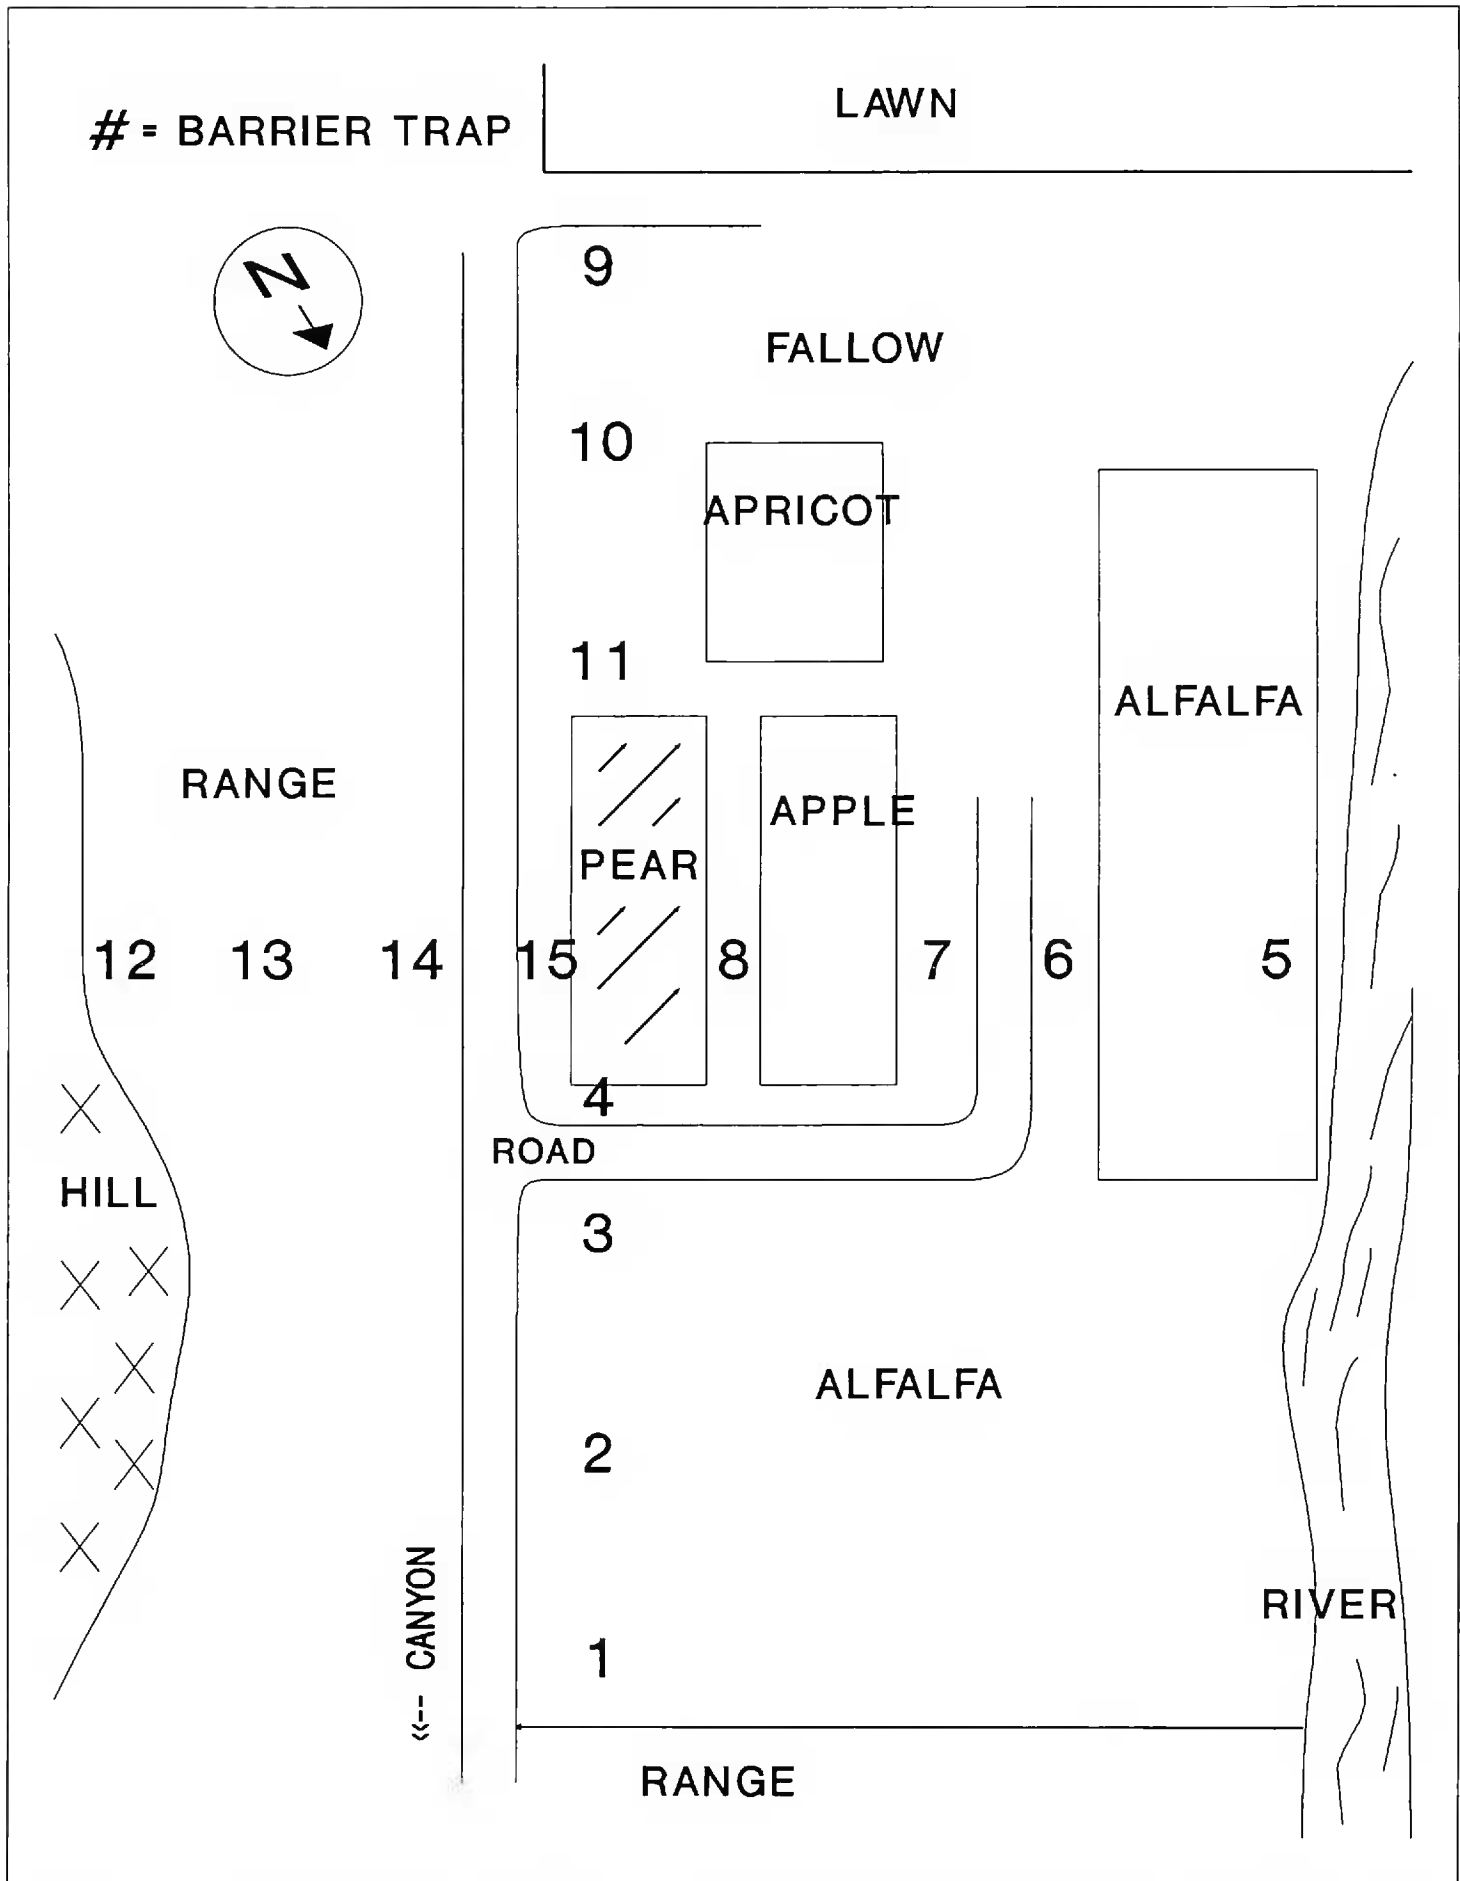 LAWN
# = BARRIER TRAP
N
9
FALLOW
10
APRICOT
11
ALFALFA
RANGE
APPLE
PEAR
12 13 14 15 8 7 6 5
4
ROAD
HILL
3
ALFALFA
2
<-- CANYON
RIVER
1
RANGE